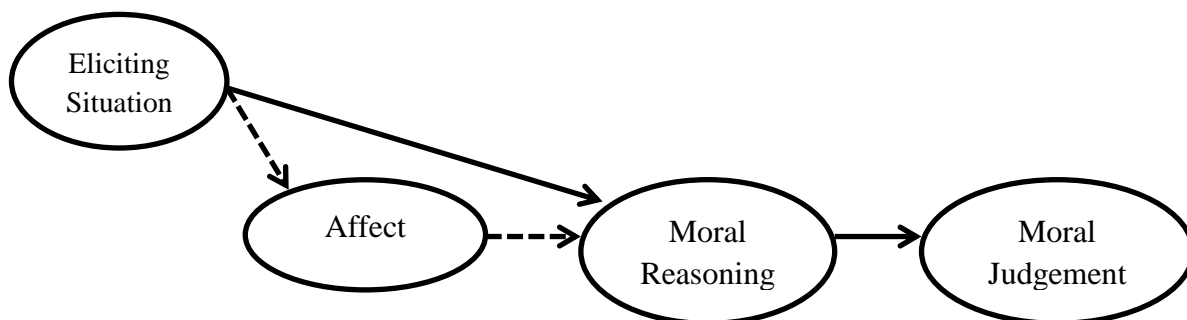 Eliciting
Situation
Affect
Moral
Reasoning
Moral
Judgement